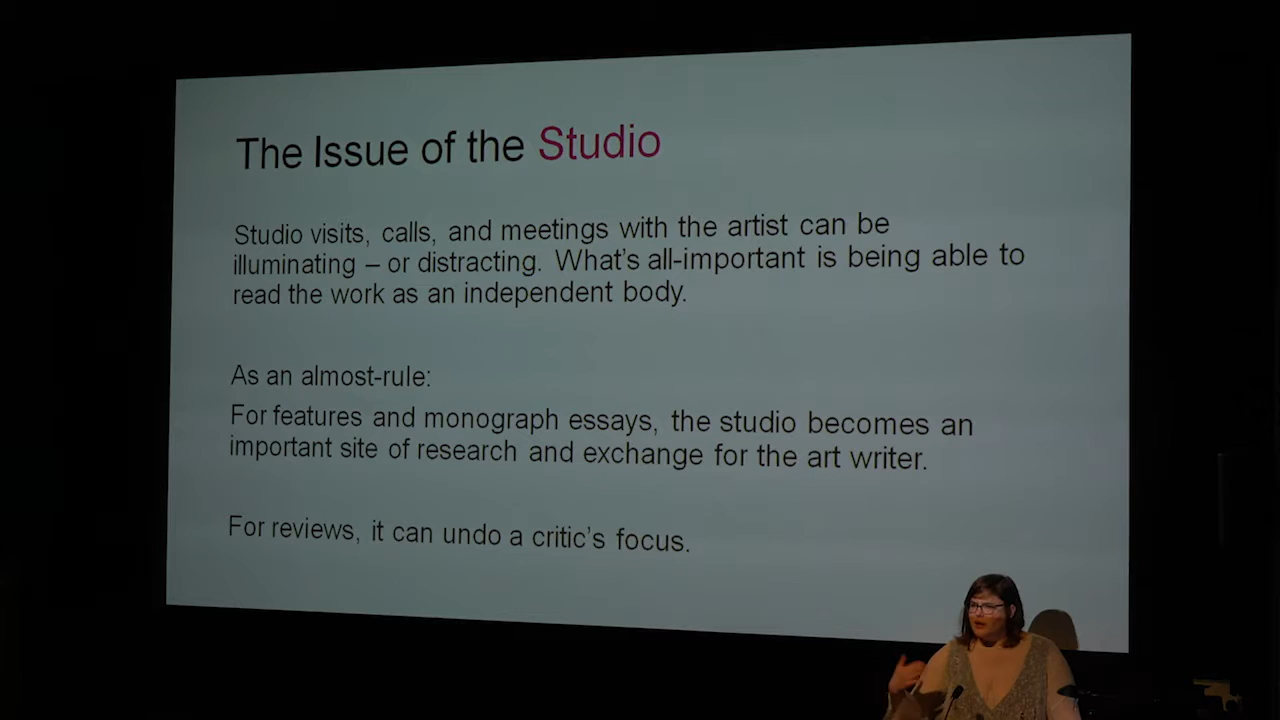 The Issue of the Studio
Studio visits, calls, and meetings with the artist can be
illuminating – or distracting. What's all-important is being able to
read the work as an independent body.
As an almost-rule:
For features and monograph essays, the studio becomes an
important site of research and exchange for the art writer.
For reviews, it can undo a critic's focus.